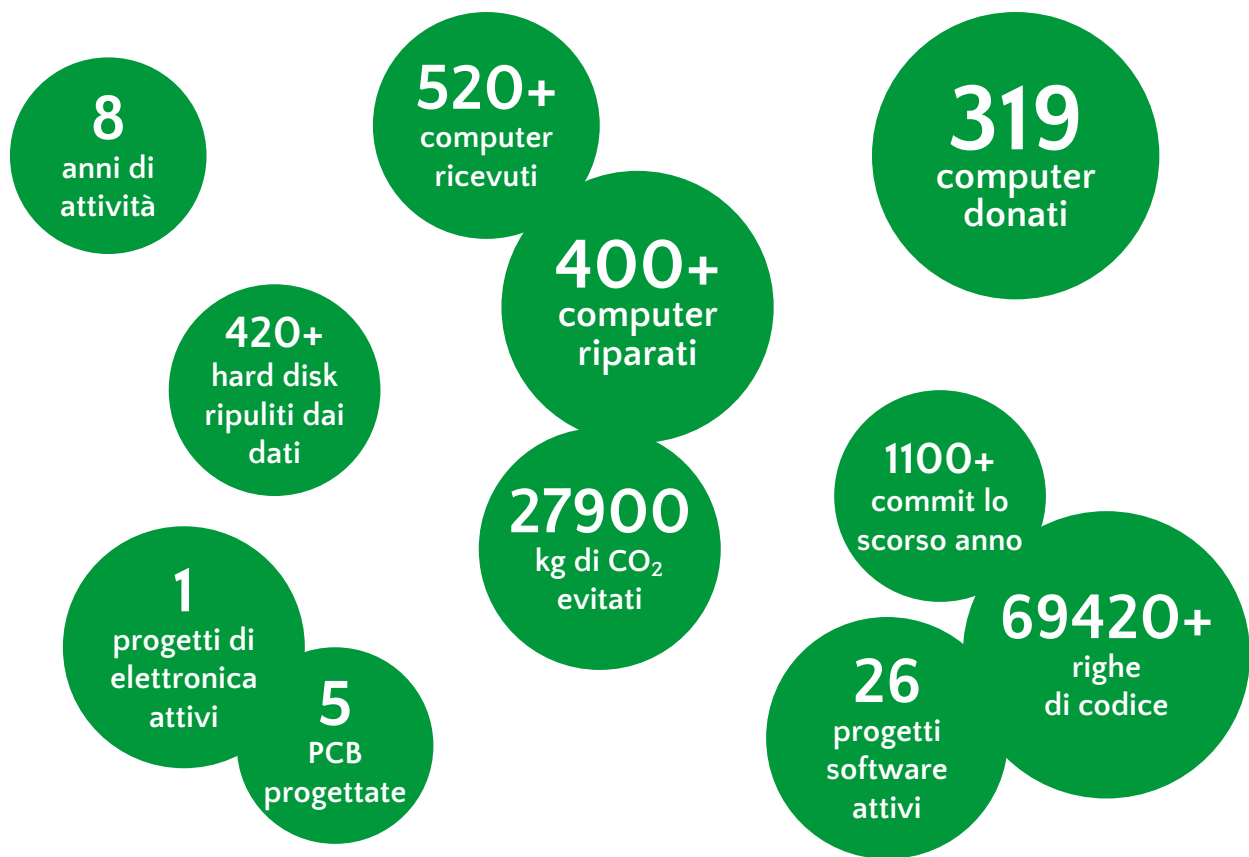 8
anni di
attività
520+
computer
ricevuti
319
computer
donati
400+
computer
riparati
420+
hard disk
ripuliti dai
dati
27900
kg di CO₂
evitati
1100+
commit lo
scorso anno
1
progetti di
elettronica
attivi
5
PCB
progettate
69420+
righe
di codice
26
progetti
software
attivi